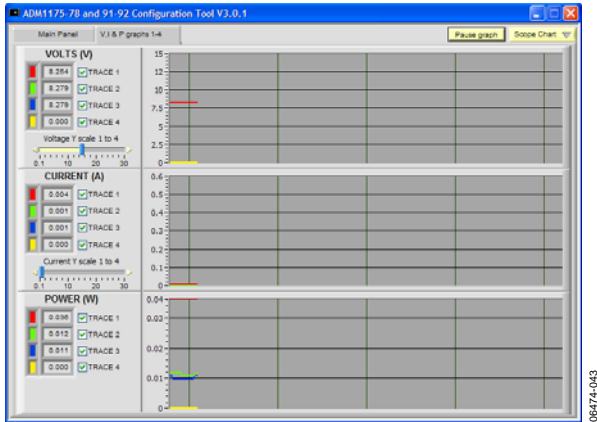 ADM1175-78 and 91-92 Configuration Tool V3.0.1
Main Panel
V,I & P graphs 1-4
Pause graph
Scope Chart
VOLTS (V)
8.264 TRACE 1
8.279 TRACE 2
8.279 TRACE 3
0.000 TRACE 4
Voltage Y scale 1 to 4
0.1 10 20 30
15
12
10
7.5
5
2.5
0
CURRENT (A)
0.004 TRACE 1
0.001 TRACE 2
0.001 TRACE 3
0.000 TRACE 4
Current Y scale 1 to 4
0.1 10 20 30
0.6
0.5
0.4
0.3
0.2
0.1
0
POWER (W)
0.036 TRACE 1
0.012 TRACE 2
0.011 TRACE 3
0.000 TRACE 4
0.04
0.03
0.02
0.01
0
06474-043